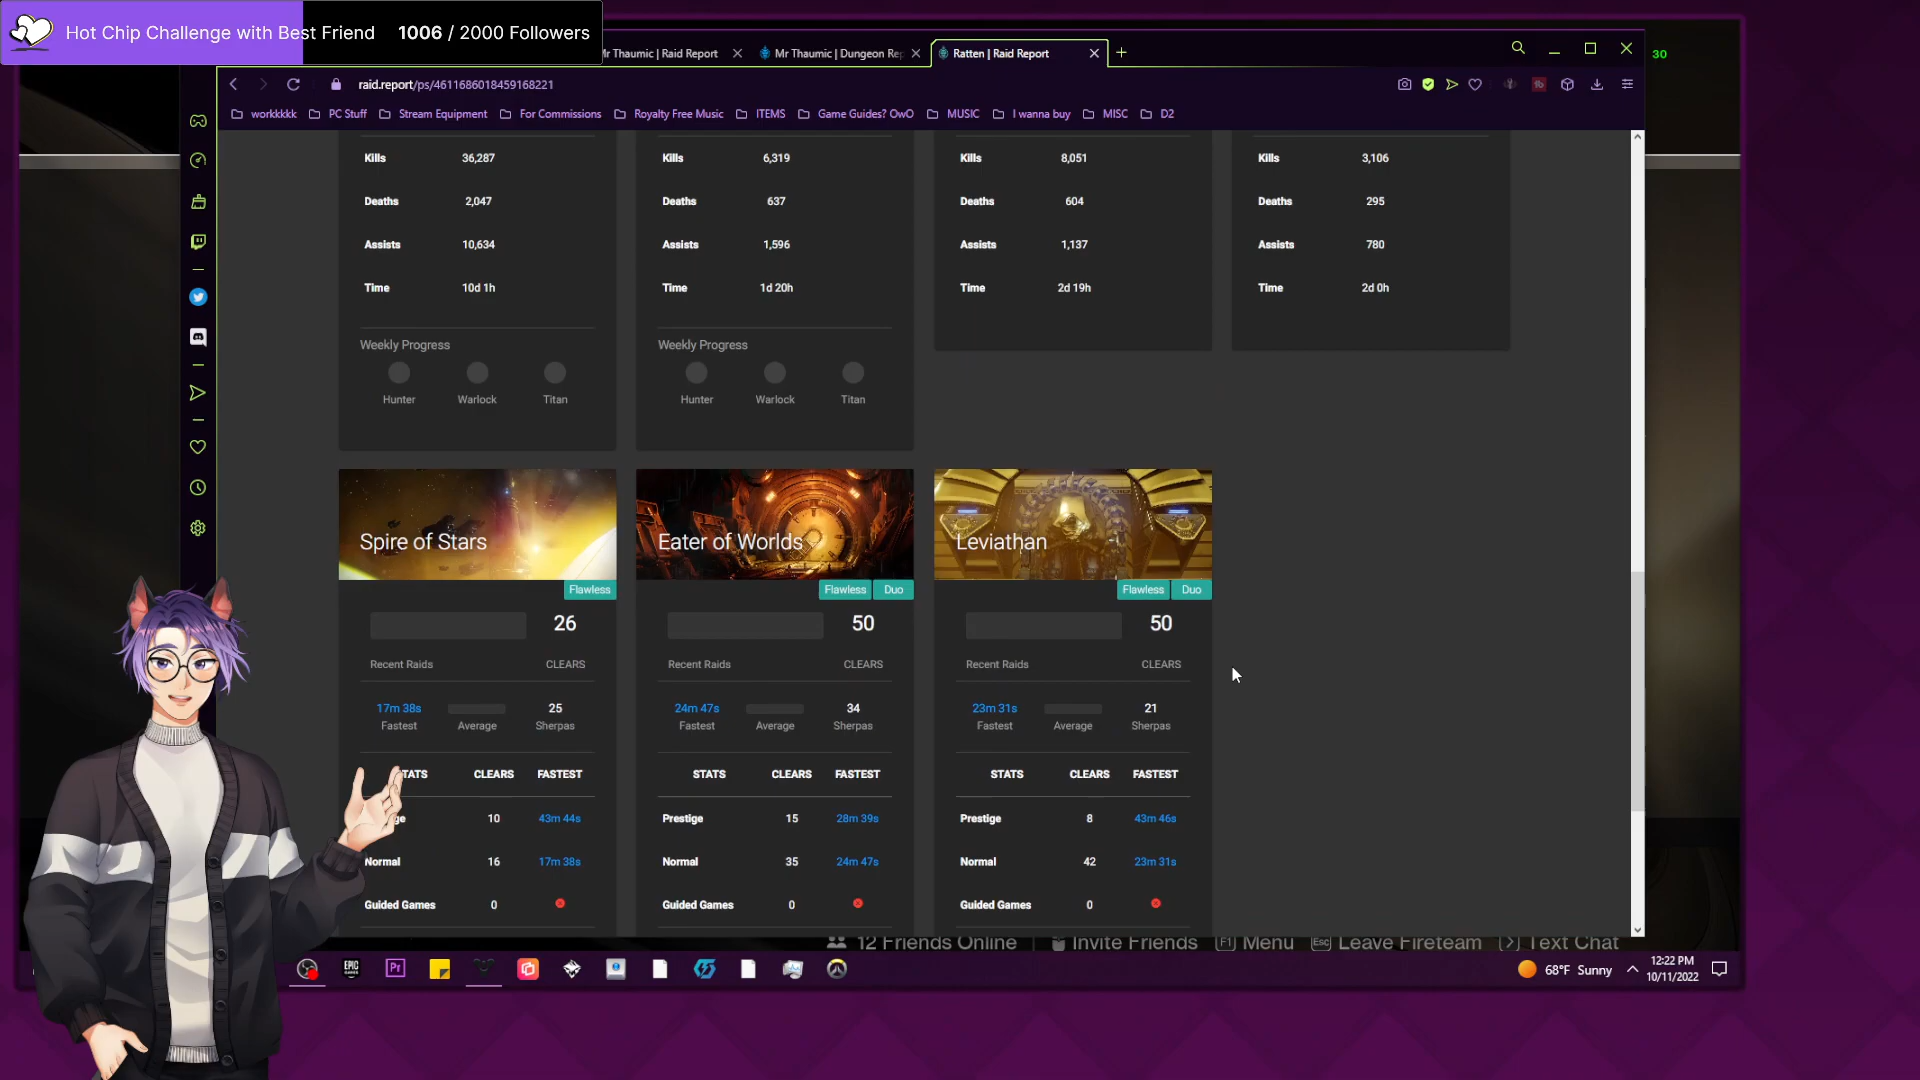 Hot Chip Challenge with Best Friend 1006 / 2000 Followers
Mr Thaumic | Raid Report Mr Thaumic | Dungeon Rep Ratten | Raid Report
30
raid.report/ps/4611686018459168221
workkkkk PC Stuff Stream Equipment For Commissions Royalty Free Music ITEMS Game Guides? OwO MUSIC I wanna buy MISC D2
Kills 36,287 Kills 6,319 Kills 8,051 Kills 3,106
Deaths 2,047 Deaths 637 Deaths 604 Deaths 295
Assists 10,634 Assists 1,596 Assists 1,137 Assists 780
Time 10d 1h Time 1d 20h Time 2d 19h Time 2d 0h
Weekly Progress Weekly Progress
Hunter Warlock Titan Hunter Warlock Titan
Spire of Stars Eater of Worlds Leviathan
Flawless Flawless Duo Flawless Duo
26 50 50
Recent Raids CLEARS Recent Raids CLEARS Recent Raids CLEARS
17m 38s 25 24m 47s 34 23m 31s 21
Fastest Average Sherpas Fastest Average Sherpas Fastest Average Sherpas
TATS CLEARS FASTEST STATS CLEARS FASTEST STATS CLEARS FASTEST
ge 10 43m 44s Prestige 15 28m 39s Prestige 8 43m 46s
Normal 16 17m 38s Normal 35 24m 47s Normal 42 23m 31s
Guided Games 0 Guided Games 0 Guided Games 0
12 Friends Online Invite Friends F1 Menu Esc Leave Fireteam Text Chat
EPIC GAMES Pr 68°F Sunny 12:22 PM
10/11/2022